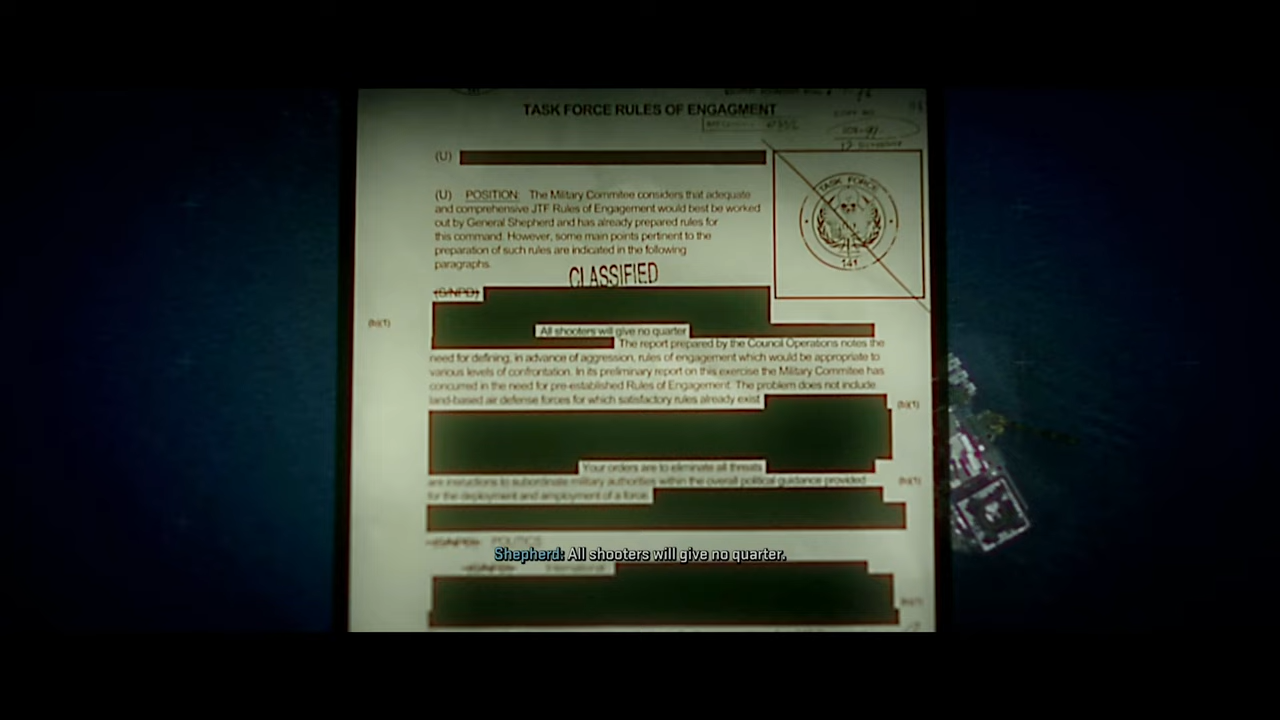 TASK FORCE RULES OF ENGAGMENT
(U)
(U) POSITION: The Military Commitee considers that adequate
and comprehensive JTF Rules of Engagement would best be worked
out by General Shepherd and has already prepared rules for
this command. However, some main points pertinent to the
preparation of such rules are indicated in the following
paragraphs.
TASK FORCE
141
CLASSIFIED
(S/NPD)
(b)(1)
All shooters will give no quarter
The report prepared by the Council Operations notes the
need for defining, in advance of aggression, rules of engagement which would be appropriate to
various levels of confrontation. In its preliminary report on this exercise the Military Commitee has
concurred in the need for pre-established Rules of Engagement. The problem does not include
land-based air defense forces for which satisfactory rules already exist
(b)(1)
Your orders are to eliminate all threats
are instructions to subordinate military authorities within the overall political guidance provided
(b)(1)
for the deployment and employment of a force.
POLITICS
Shepherd: All shooters will give no quarter.
International
(b)(1)